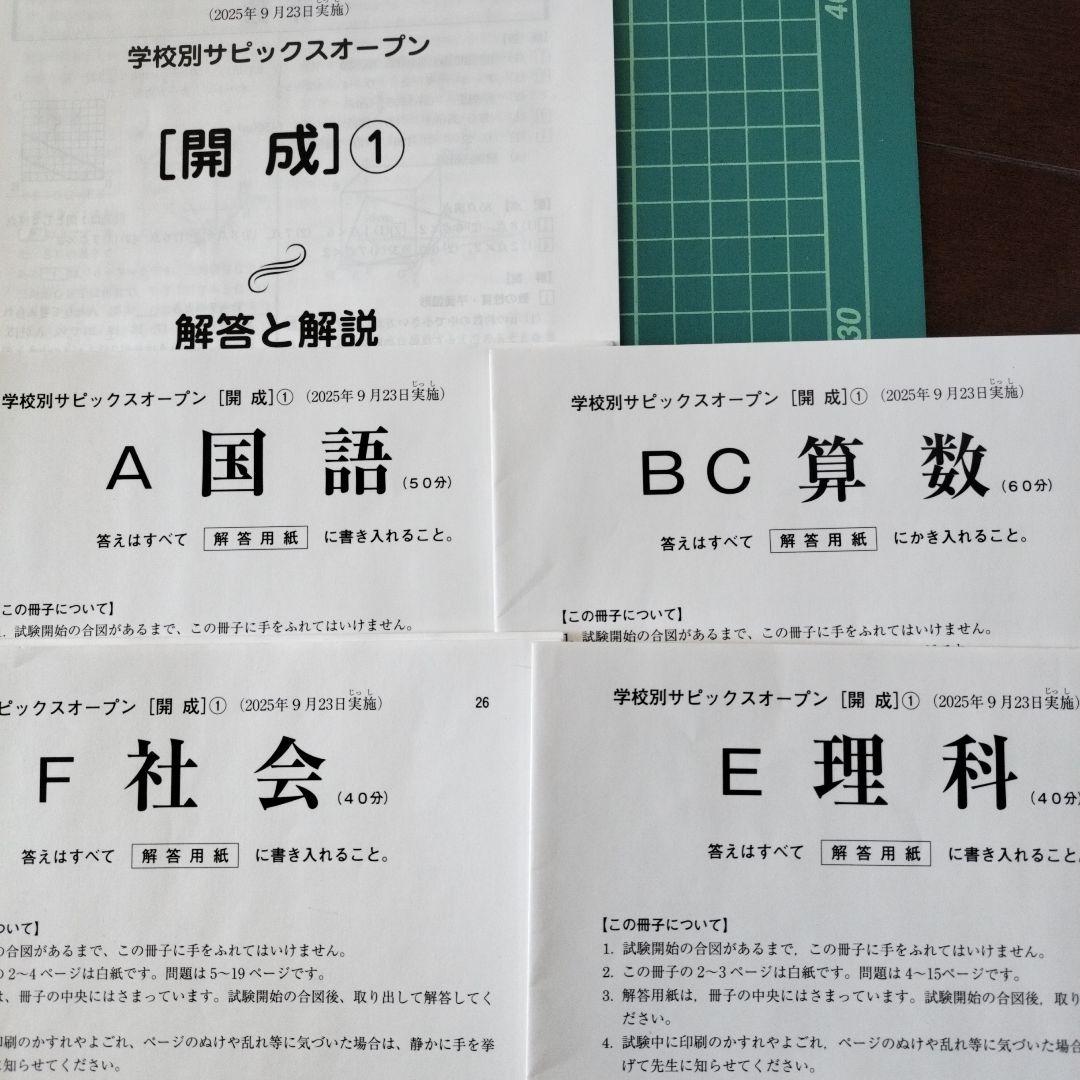 (2025年9月23日実施)
学校別サピックスオープン
[開 成]①
解答と解説
40
30
学校別サピックスオープン [開 成]① (2025年9月23日実施)
じっ し
A 国 語 (50分)
答えはすべて 解答用紙 に書き入れること。
この冊子について】
1. 試験開始の合図があるまで、この冊子に手をふれてはいけません。
学校別サピックスオープン [開 成]① (2025年9月23日実施)
じっ し
BC 算 数 (60分)
答えはすべて 解答用紙 にかき入れること。
【この冊子について】
1. 試験開始の合図があるまで、この冊子に手をふれてはいけません。
ピックスオープン [開 成]① (2025年9月23日実施)
じっ し
26
F 社 会 (40分)
答えはすべて 解答用紙 に書き入れること。
ついて】
の合図があるまで、この冊子に手をふれてはいけません。
の2~4ページは白紙です。問題は5~19ページです。
は、冊子の中央にはさまっています。試験開始の合図後、取り出して解答してく
印刷のかすれやよごれ、ページのぬけや乱れ等に気づいた場合は、静かに手を挙
に知らせてください。
学校別サピックスオープン [開 成]① (2025年9月23日実施)
じっ し
E 理 科 (40分)
答えはすべて 解答用紙 に書き入れること。
【この冊子について】
1. 試験開始の合図があるまで,この冊子に手をふれてはいけません。
2. この冊子の2~3ページは白紙です。問題は4~15ページです。
3. 解答用紙は,冊子の中央にはさまっています。試験開始の合図後,取り
ださい。
4. 試験中に印刷のかすれやよごれ,ページのぬけや乱れ等に気づいた場合
げて先生に知らせてください。